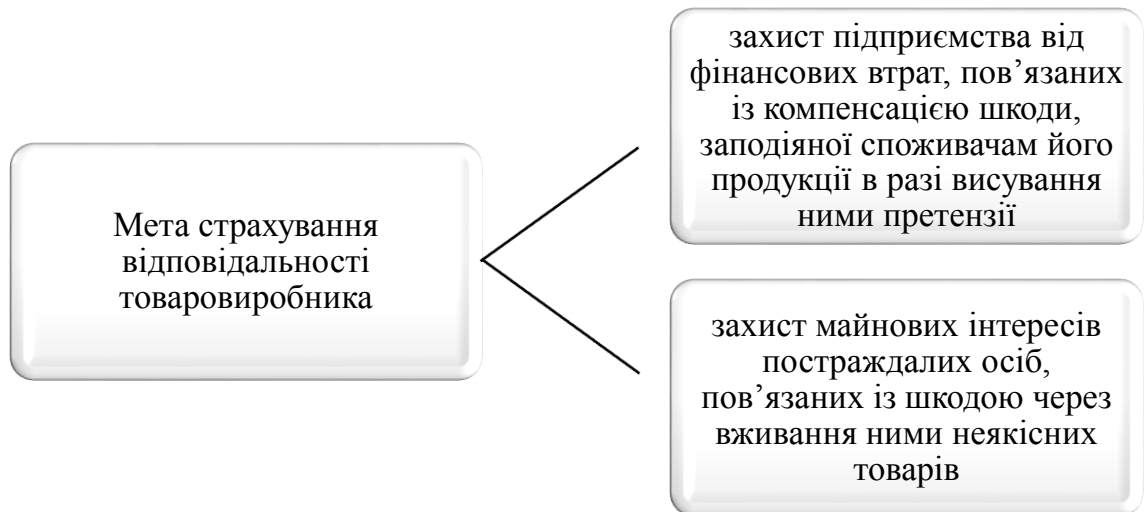 Мета страхування
відповідальності
товаровиробника
захист підприємства від
фінансових втрат, пов’язаних
із компенсацією шкоди,
заподіяної споживачам його
продукції в разі висування
ними претензії
захист майнових інтересів
постраждалих осіб,
пов’язаних із шкодою через
вживання ними неякісних
товарів